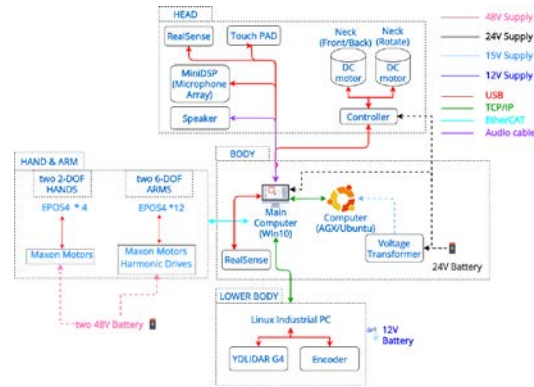 HEAD
RealSense
Touch PAD
Neck
(Front/Back)
DC
motor
Neck
(Rotate)
DC
motor
MiniDSP
(Microphone
Array)
Speaker
Controller
48V Supply
24V Supply
15V Supply
12V Supply
USB
TCP/IP
EtherCAT
Audio cable
HAND & ARM
two 2-DOF
HANDS
two 6-DOF
ARMS
EPOS4 * 4
EPOS4 *12
Maxon Motors
Maxon Motors
Harmonic Drives
two 48V Battery
BODY
Main
Computer
(Win10)
Computer
(AGX/Ubuntu)
RealSense
Voltage
Transformer
24V Battery
LOWER BODY
Linux Industrial PC
YDLIDAR G4
Encoder
12V
Battery